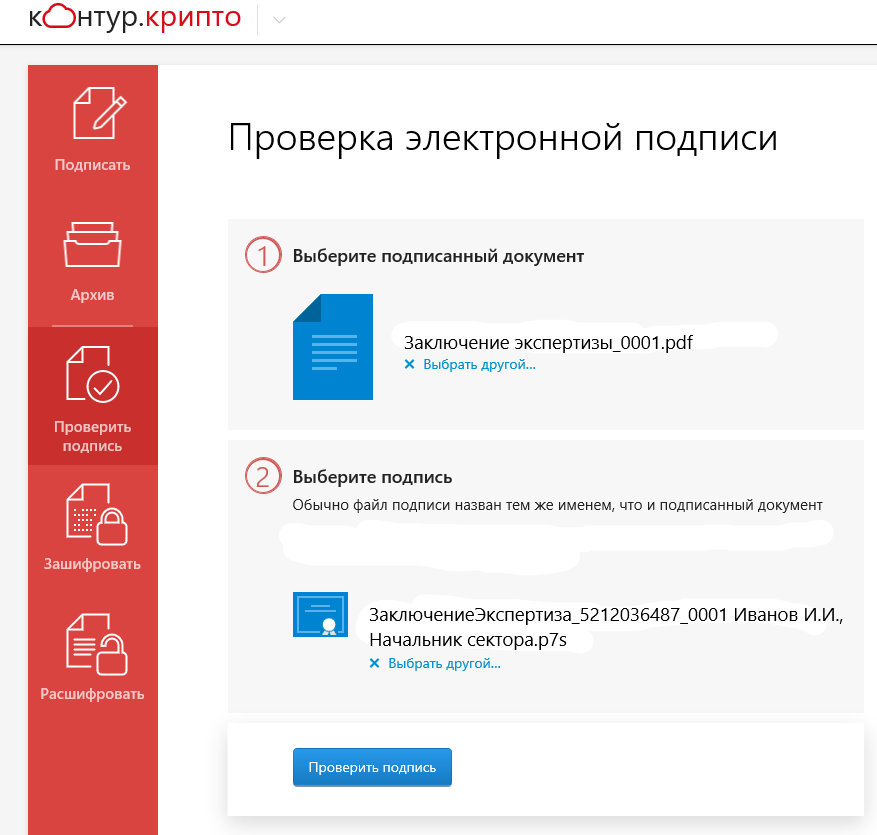 контур.крипто
Подписать
Архив
Проверить
подпись
Зашифровать
Расшифровать
Проверка электронной подписи
1 Выберите подписанный документ
Заключение экспертизы_0001.pdf
× Выбрать другой...
2 Выберите подпись
Обычно файл подписи назван тем же именем, что и подписанный документ
ЗаключениеЭкспертиза_5212036487_0001 Иванов И.И.,
Начальник сектора.p7s
× Выбрать другой...
Проверить подпись